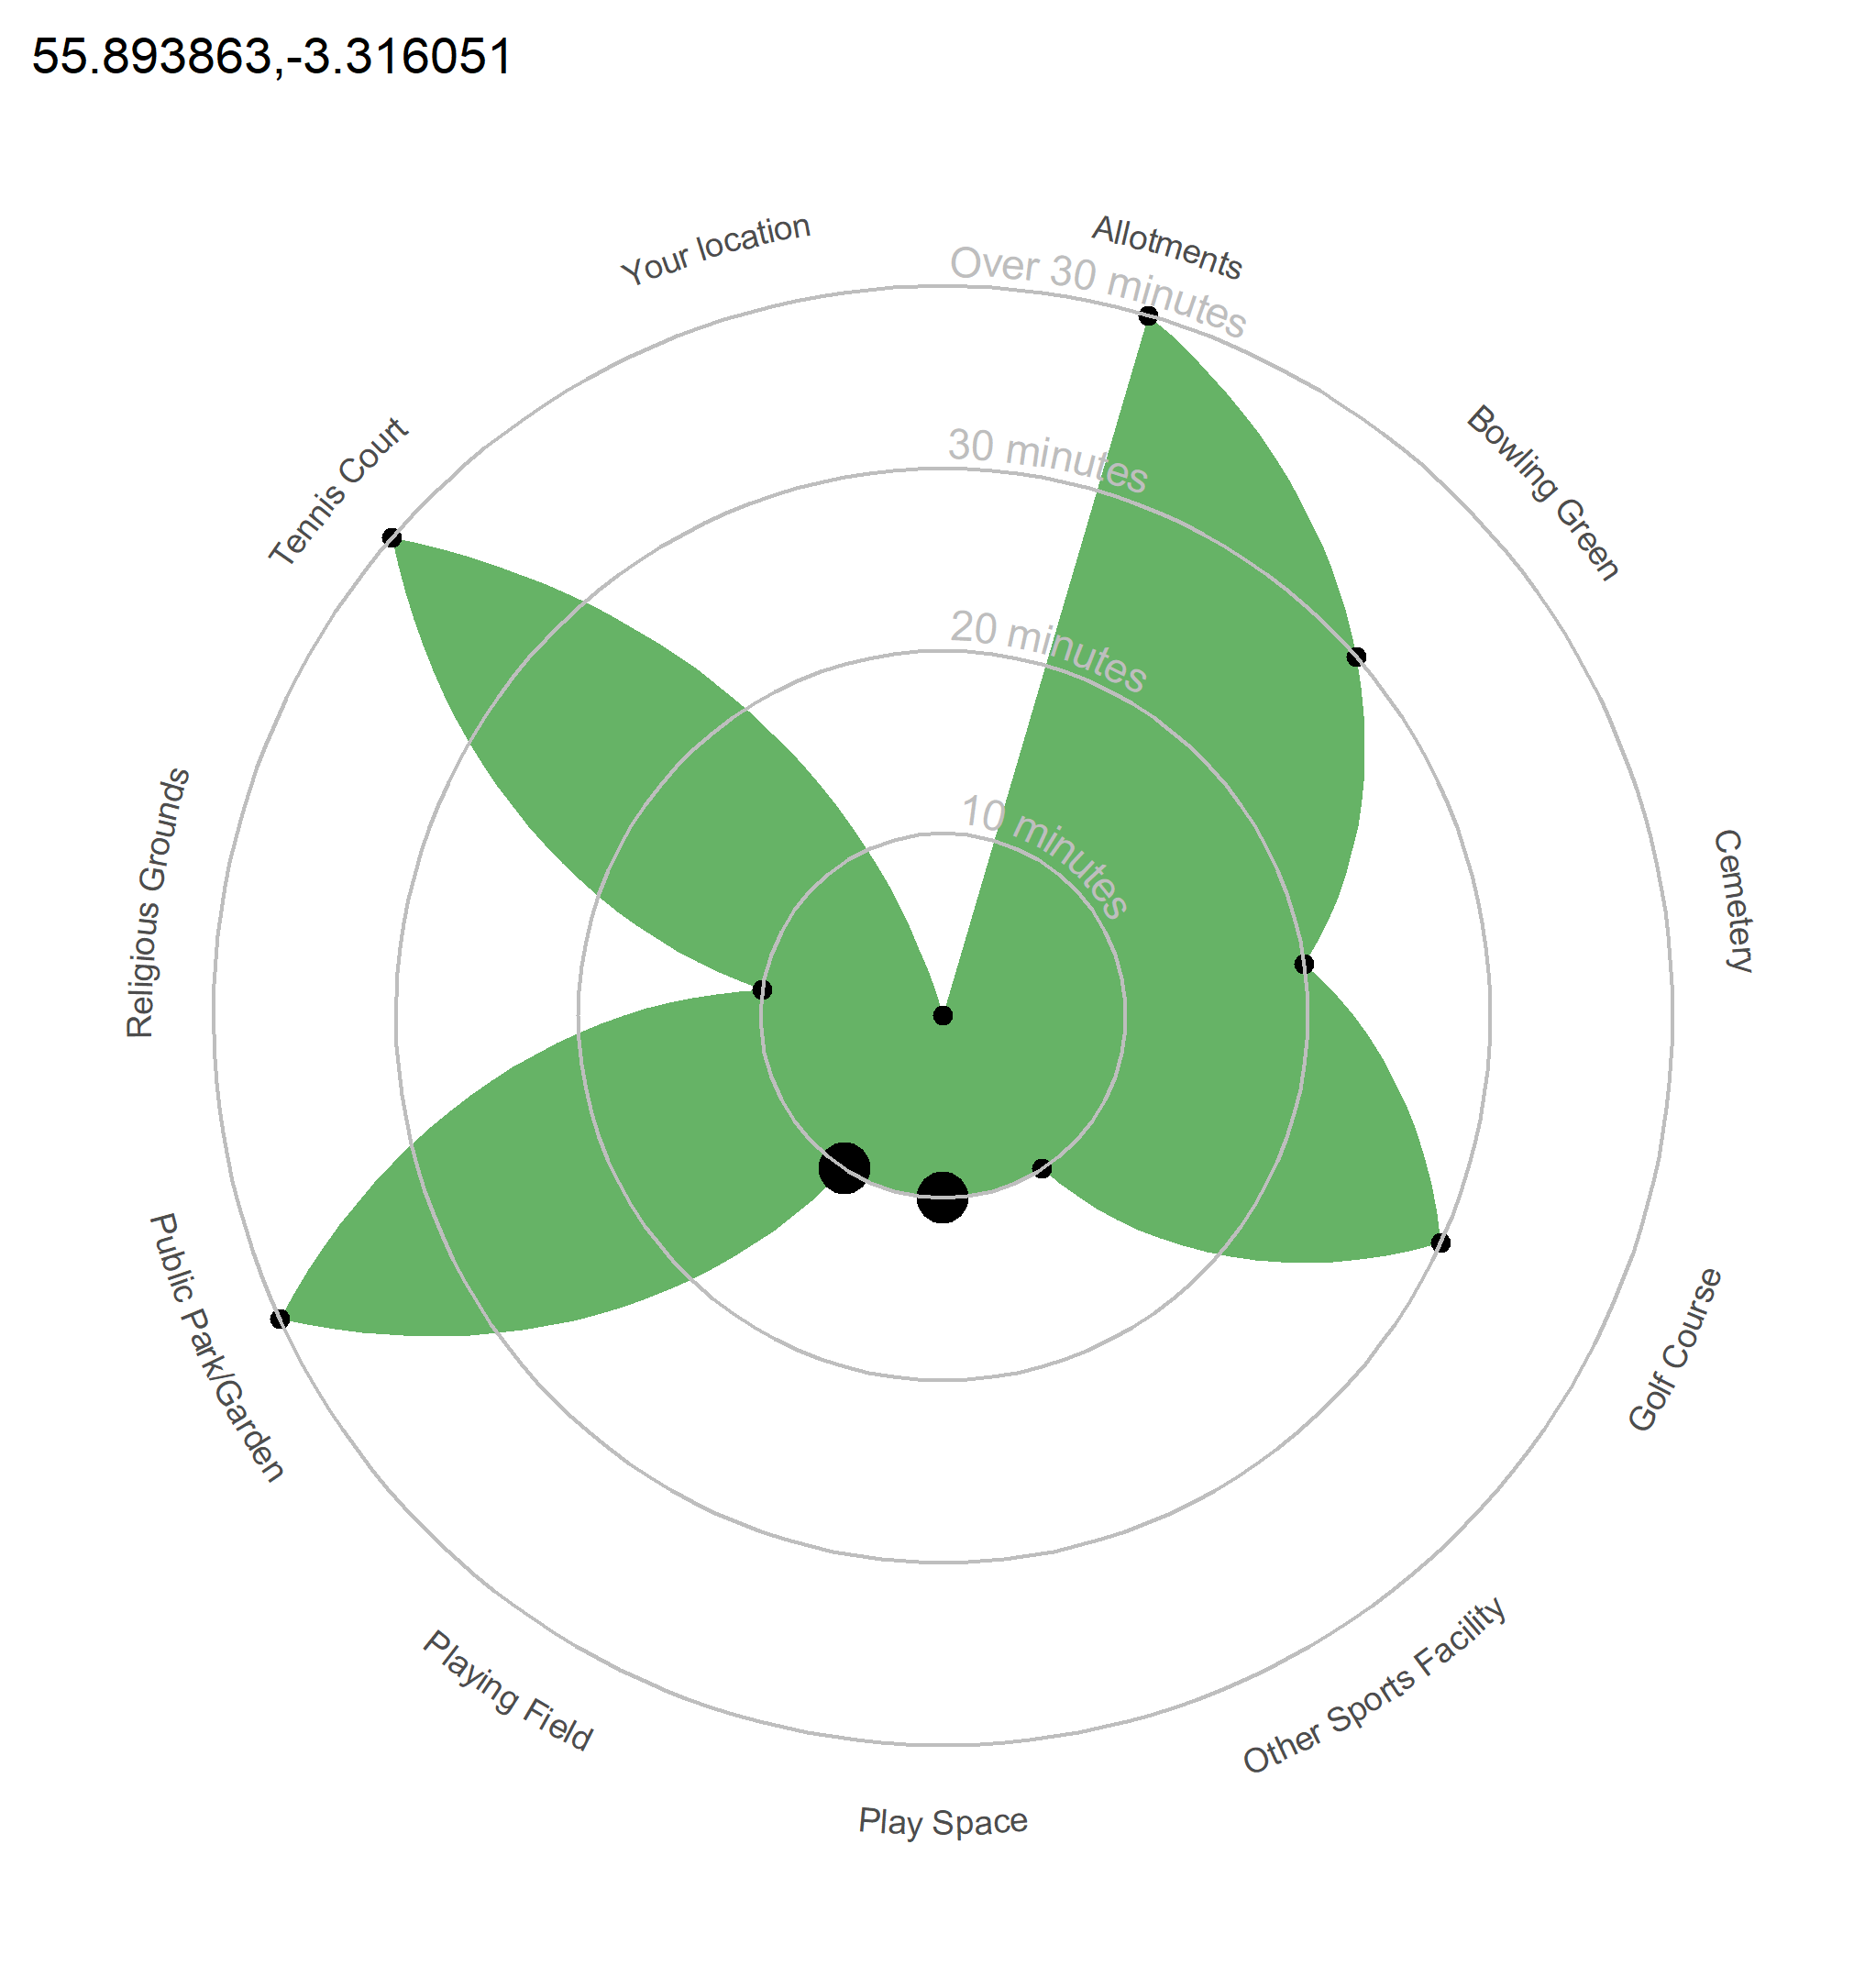 55.893863,-3.316051
Your location
Allotments
Over 30 minutes
Tennis Court
Bowling Green
30 minutes
20 minutes
Religious Grounds
10 minutes
Cemetery
Public Park/Garden
Golf Course
Playing Field
Other Sports Facility
Play Space